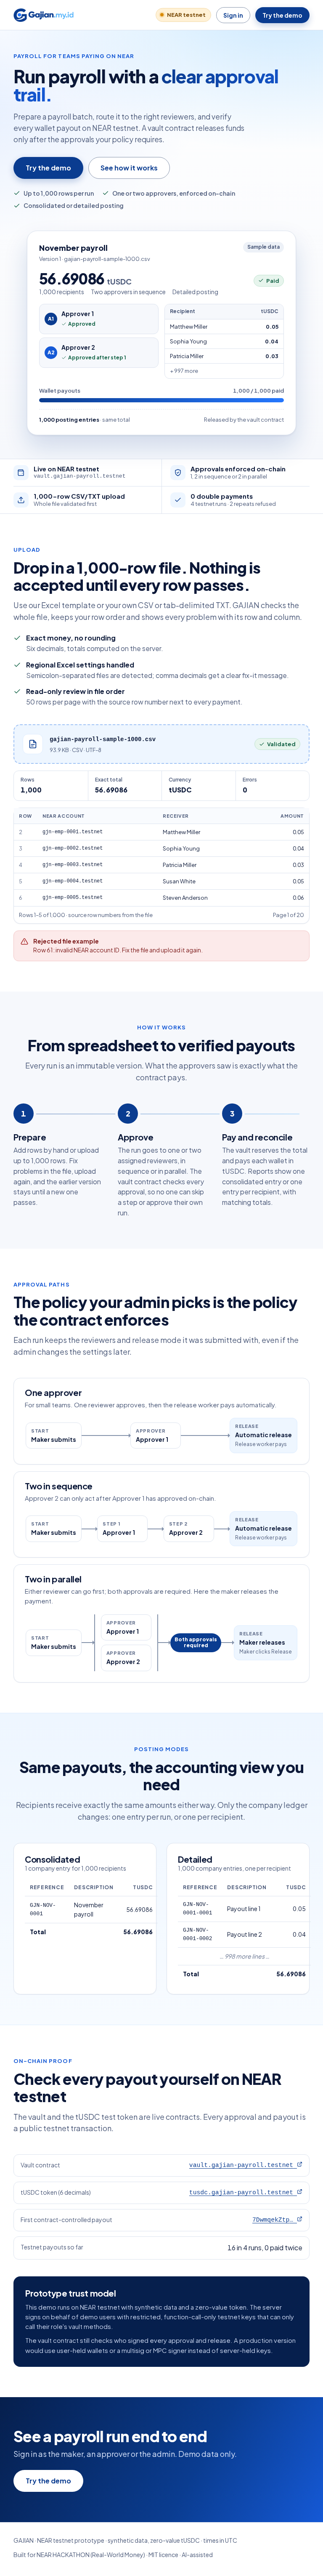 Gajian.my.id
NEAR testnet
Sign in
Try the demo
PAYROLL FOR TEAMS PAYING ON NEAR
Run payroll with a clear approval
trail.
Prepare a payroll batch, route it to the right reviewers, and verify
every wallet payout on NEAR testnet. A vault contract releases funds
only after the approvals your policy requires.
Try the demo
See how it works
Up to 1,000 rows per run
One or two approvers, enforced on-chain
Consolidated or detailed posting
November payroll
Sample data
Version 1 · gajian-payroll-sample-1000.csv
56.69086 tUSDC
Paid
1,000 recipients
Two approvers in sequence
Detailed posting
A1
Approver 1
Approved
A2
Approver 2
Approved after step 1
Recipient
tUSDC
Matthew Miller
0.05
Sophia Young
0.04
Patricia Miller
0.03
+ 997 more
Wallet payouts
1,000 / 1,000 paid
1,000 posting entries · same total
Released by the vault contract
Live on NEAR testnet
vault.gajian-payroll.testnet
Approvals enforced on-chain
1, 2 in sequence or 2 in parallel
1,000-row CSV/TXT upload
Whole file validated first
0 double payments
4 testnet runs · 2 repeats refused
UPLOAD
Drop in a 1,000-row file. Nothing is
accepted until every row passes.
Use our Excel template or your own CSV or tab-delimited TXT. GAJIAN checks the
whole file, keeps your row order and shows every problem with its row and column.
Exact money, no rounding
Six decimals, totals computed on the server.
Regional Excel settings handled
Semicolon-separated files are detected; comma decimals get a clear fix-it message.
Read-only review in file order
50 rows per page with the source row number next to every payment.
gajian-payroll-sample-1000.csv
93.9 KB · CSV · UTF-8
Validated
Rows
1,000
Exact total
56.69086
Currency
tUSDC
Errors
0
ROW
NEAR ACCOUNT
RECEIVER
AMOUNT
2
gjn-emp-0001.testnet
Matthew Miller
0.05
3
gjn-emp-0002.testnet
Sophia Young
0.04
4
gjn-emp-0003.testnet
Patricia Miller
0.03
5
gjn-emp-0004.testnet
Susan White
0.05
6
gjn-emp-0005.testnet
Steven Anderson
0.06
Rows 1–5 of 1,000 · source row numbers from the file
Page 1 of 20
Rejected file example
Row 61: invalid NEAR account ID. Fix the file and upload it again.
HOW IT WORKS
From spreadsheet to verified payouts
Every run is an immutable version. What the approvers saw is exactly what the
contract pays.
1
2
3
Prepare
Add rows by hand or upload
up to 1,000 rows. Fix
problems in the file, upload
again, and the earlier version
stays until a new one
passes.
Approve
The run goes to one or two
assigned reviewers, in
sequence or in parallel. The
vault contract checks every
approval, so no one can skip
a step or approve their own
run.
Pay and reconcile
The vault reserves the total
and pays each wallet in
tUSDC. Reports show one
consolidated entry or one
entry per recipient, with
matching totals.
APPROVAL PATHS
The policy your admin picks is the policy
the contract enforces
Each run keeps the reviewers and release mode it was submitted with, even if the
admin changes the settings later.
One approver
For small teams. One reviewer approves, then the release worker pays automatically.
START
Maker submits
APPROVER
Approver 1
RELEASE
Automatic release
Release worker pays
Two in sequence
Approver 2 can only act after Approver 1 has approved on-chain.
START
Maker submits
STEP 1
Approver 1
STEP 2
Approver 2
RELEASE
Automatic release
Release worker pays
Two in parallel
Either reviewer can go first; both approvals are required. Here the maker releases the
payment.
START
Maker submits
APPROVER
Approver 1
APPROVER
Approver 2
Both approvals
required
RELEASE
Maker releases
Maker clicks Release
POSTING MODES
Same payouts, the accounting view you
need
Recipients receive exactly the same amounts either way. Only the company ledger
changes: one entry per run, or one per recipient.
Consolidated
1 company entry for 1,000 recipients
REFERENCE
DESCRIPTION
TUSDC
GJN-NOV-
0001
November
payroll
56.69086
Total
56.69086
Detailed
1,000 company entries, one per recipient
REFERENCE
DESCRIPTION
TUSDC
GJN-NOV-
0001-0001
Payout line 1
0.05
GJN-NOV-
0001-0002
Payout line 2
0.04
… 998 more lines …
Total
56.69086
ON-CHAIN PROOF
Check every payout yourself on NEAR
testnet
The vault and the tUSDC test token are live contracts. Every approval and payout is
a public testnet transaction.
Vault contract
vault.gajian-payroll.testnet
tUSDC token (6 decimals)
tusdc.gajian-payroll.testnet
First contract-controlled payout
7DwmqekZtp…
Testnet payouts so far
16 in 4 runs, 0 paid twice
Prototype trust model
This demo runs on NEAR testnet with synthetic data and a zero-value token. The server
signs on behalf of demo users with restricted, function-call-only testnet keys that can only
call their role's vault methods.
The vault contract still checks who signed every approval and release. A production version
would use user-held wallets or a multisig or MPC signer instead of server-held keys.
See a payroll run end to end
Sign in as the maker, an approver or the admin. Demo data only.
Try the demo
GAJIAN · NEAR testnet prototype · synthetic data, zero-value tUSDC · times in UTC
Built for NEAR HACKATHON (Real-World Money) · MIT licence · AI-assisted